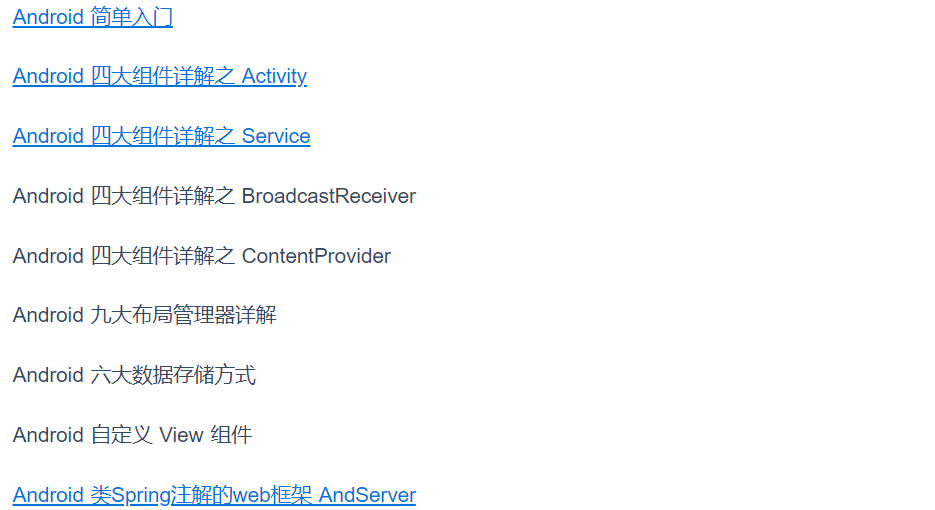 Android 简单入门
Android 四大组件详解之 Activity
Android 四大组件详解之 Service
Android 四大组件详解之 BroadcastReceiver
Android 四大组件详解之 ContentProvider
Android 九大布局管理器详解
Android 六大数据存储方式
Android 自定义 View 组件
Android 类Spring注解的web框架 AndServer